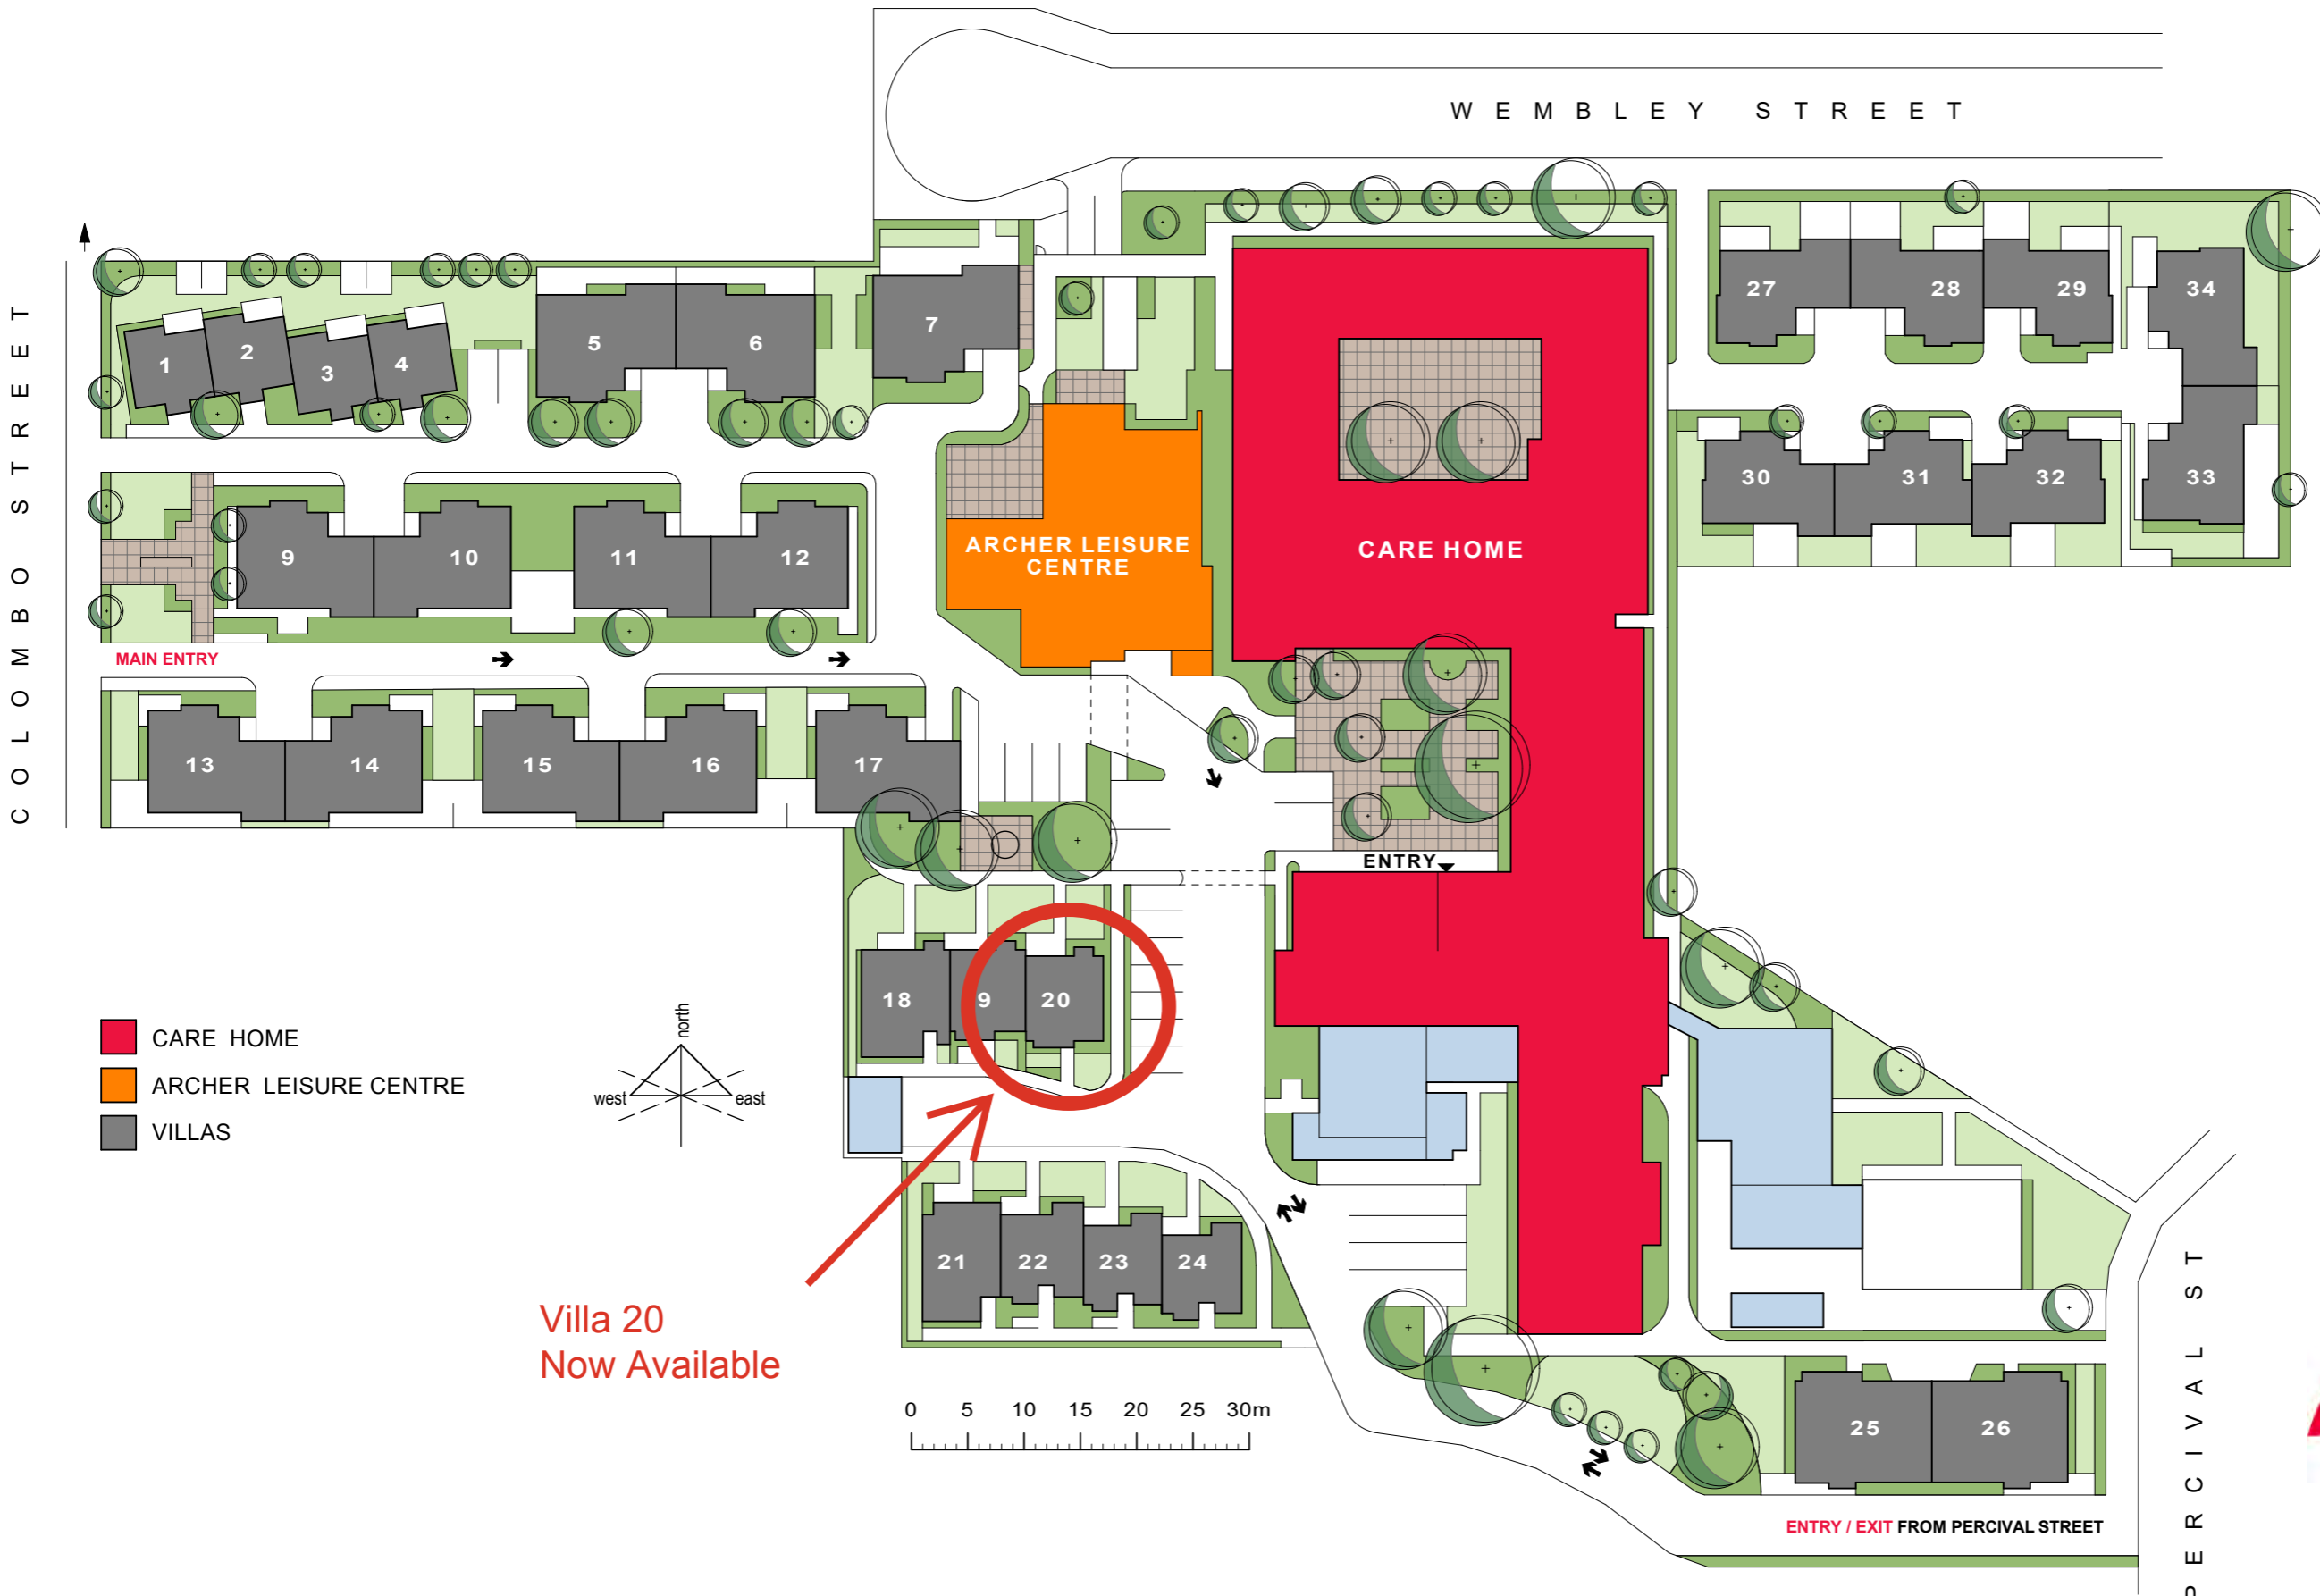 WEMBLEY STREET
COLOMBO STREET
1
2
3
4
5
6
7
27
28
29
34
9
10
11
12
30
31
32
33
ARCHER LEISURE
CENTRE
CARE HOME
MAIN ENTRY
13
14
15
16
17
ENTRY
18
9
20
CARE HOME
ARCHER LEISURE CENTRE
VILLAS
north
west
east
21
22
23
24
Villa 20
Now Available
0 5 10 15 20 25 30m
25
26
ENTRY / EXIT FROM PERCIVAL STREET
PERCIVAL ST